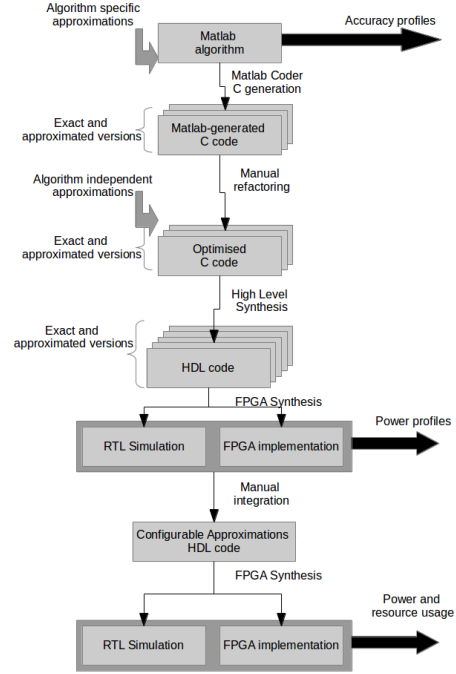 Algorithm specific
approximations
Accuracy profiles
Matlab
algorithm
Matlab Coder
C generation
Exact and
approximated versions
Matlab-generated
C code
Manual
refactoring
Algorithm independent
approximations
Exact and
approximated versions
Optimised
C code
High Level
Synthesis
Exact and
approximated versions
HDL code
FPGA Synthesis
RTL Simulation
FPGA implementation
Power profiles
Manual
integration
Configurable Approximations
HDL code
FPGA Synthesis
RTL Simulation
FPGA implementation
Power and
resource usage